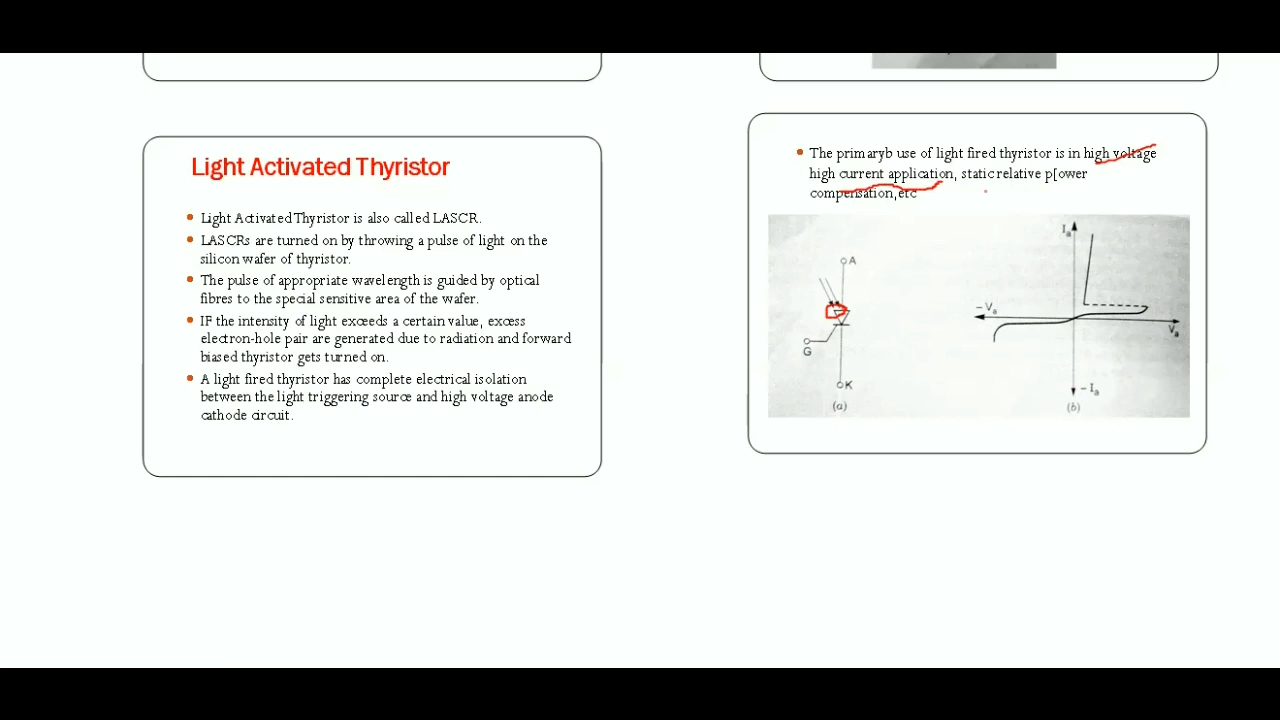 Light Activated Thyristor
Light Activated Thyristor is also called LASCR.
LASCRs are turned on by throwing a pulse of light on the
silicon wafer of thyristor.
The pulse of appropriate wavelength is guided by optical
fibres to the special sensitive area of the wafer.
IF the intensity of light exceeds a certain value, excess
electron-hole pair are generated due to radiation and forward
biased thyristor gets turned on.
A light fired thyristor has complete electrical isolation
between the light triggering source and high voltage anode
cathode circuit.
The primaryb use of light fired thyristor is in high voltage
high current application, static relative p[ower
compensation,etc
A
G
K
(a)
Ia
- Va
Va
- Ia
(b)